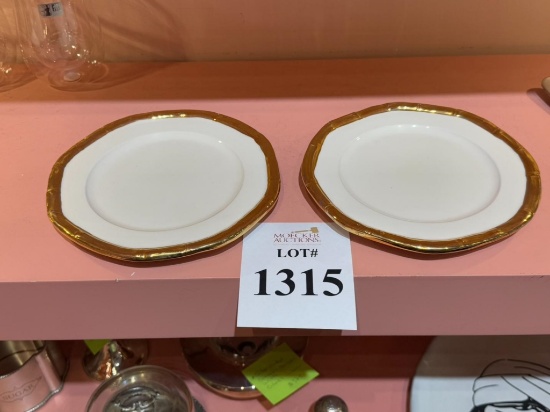 MOECKER
AUCTIONS
LOT#
1315